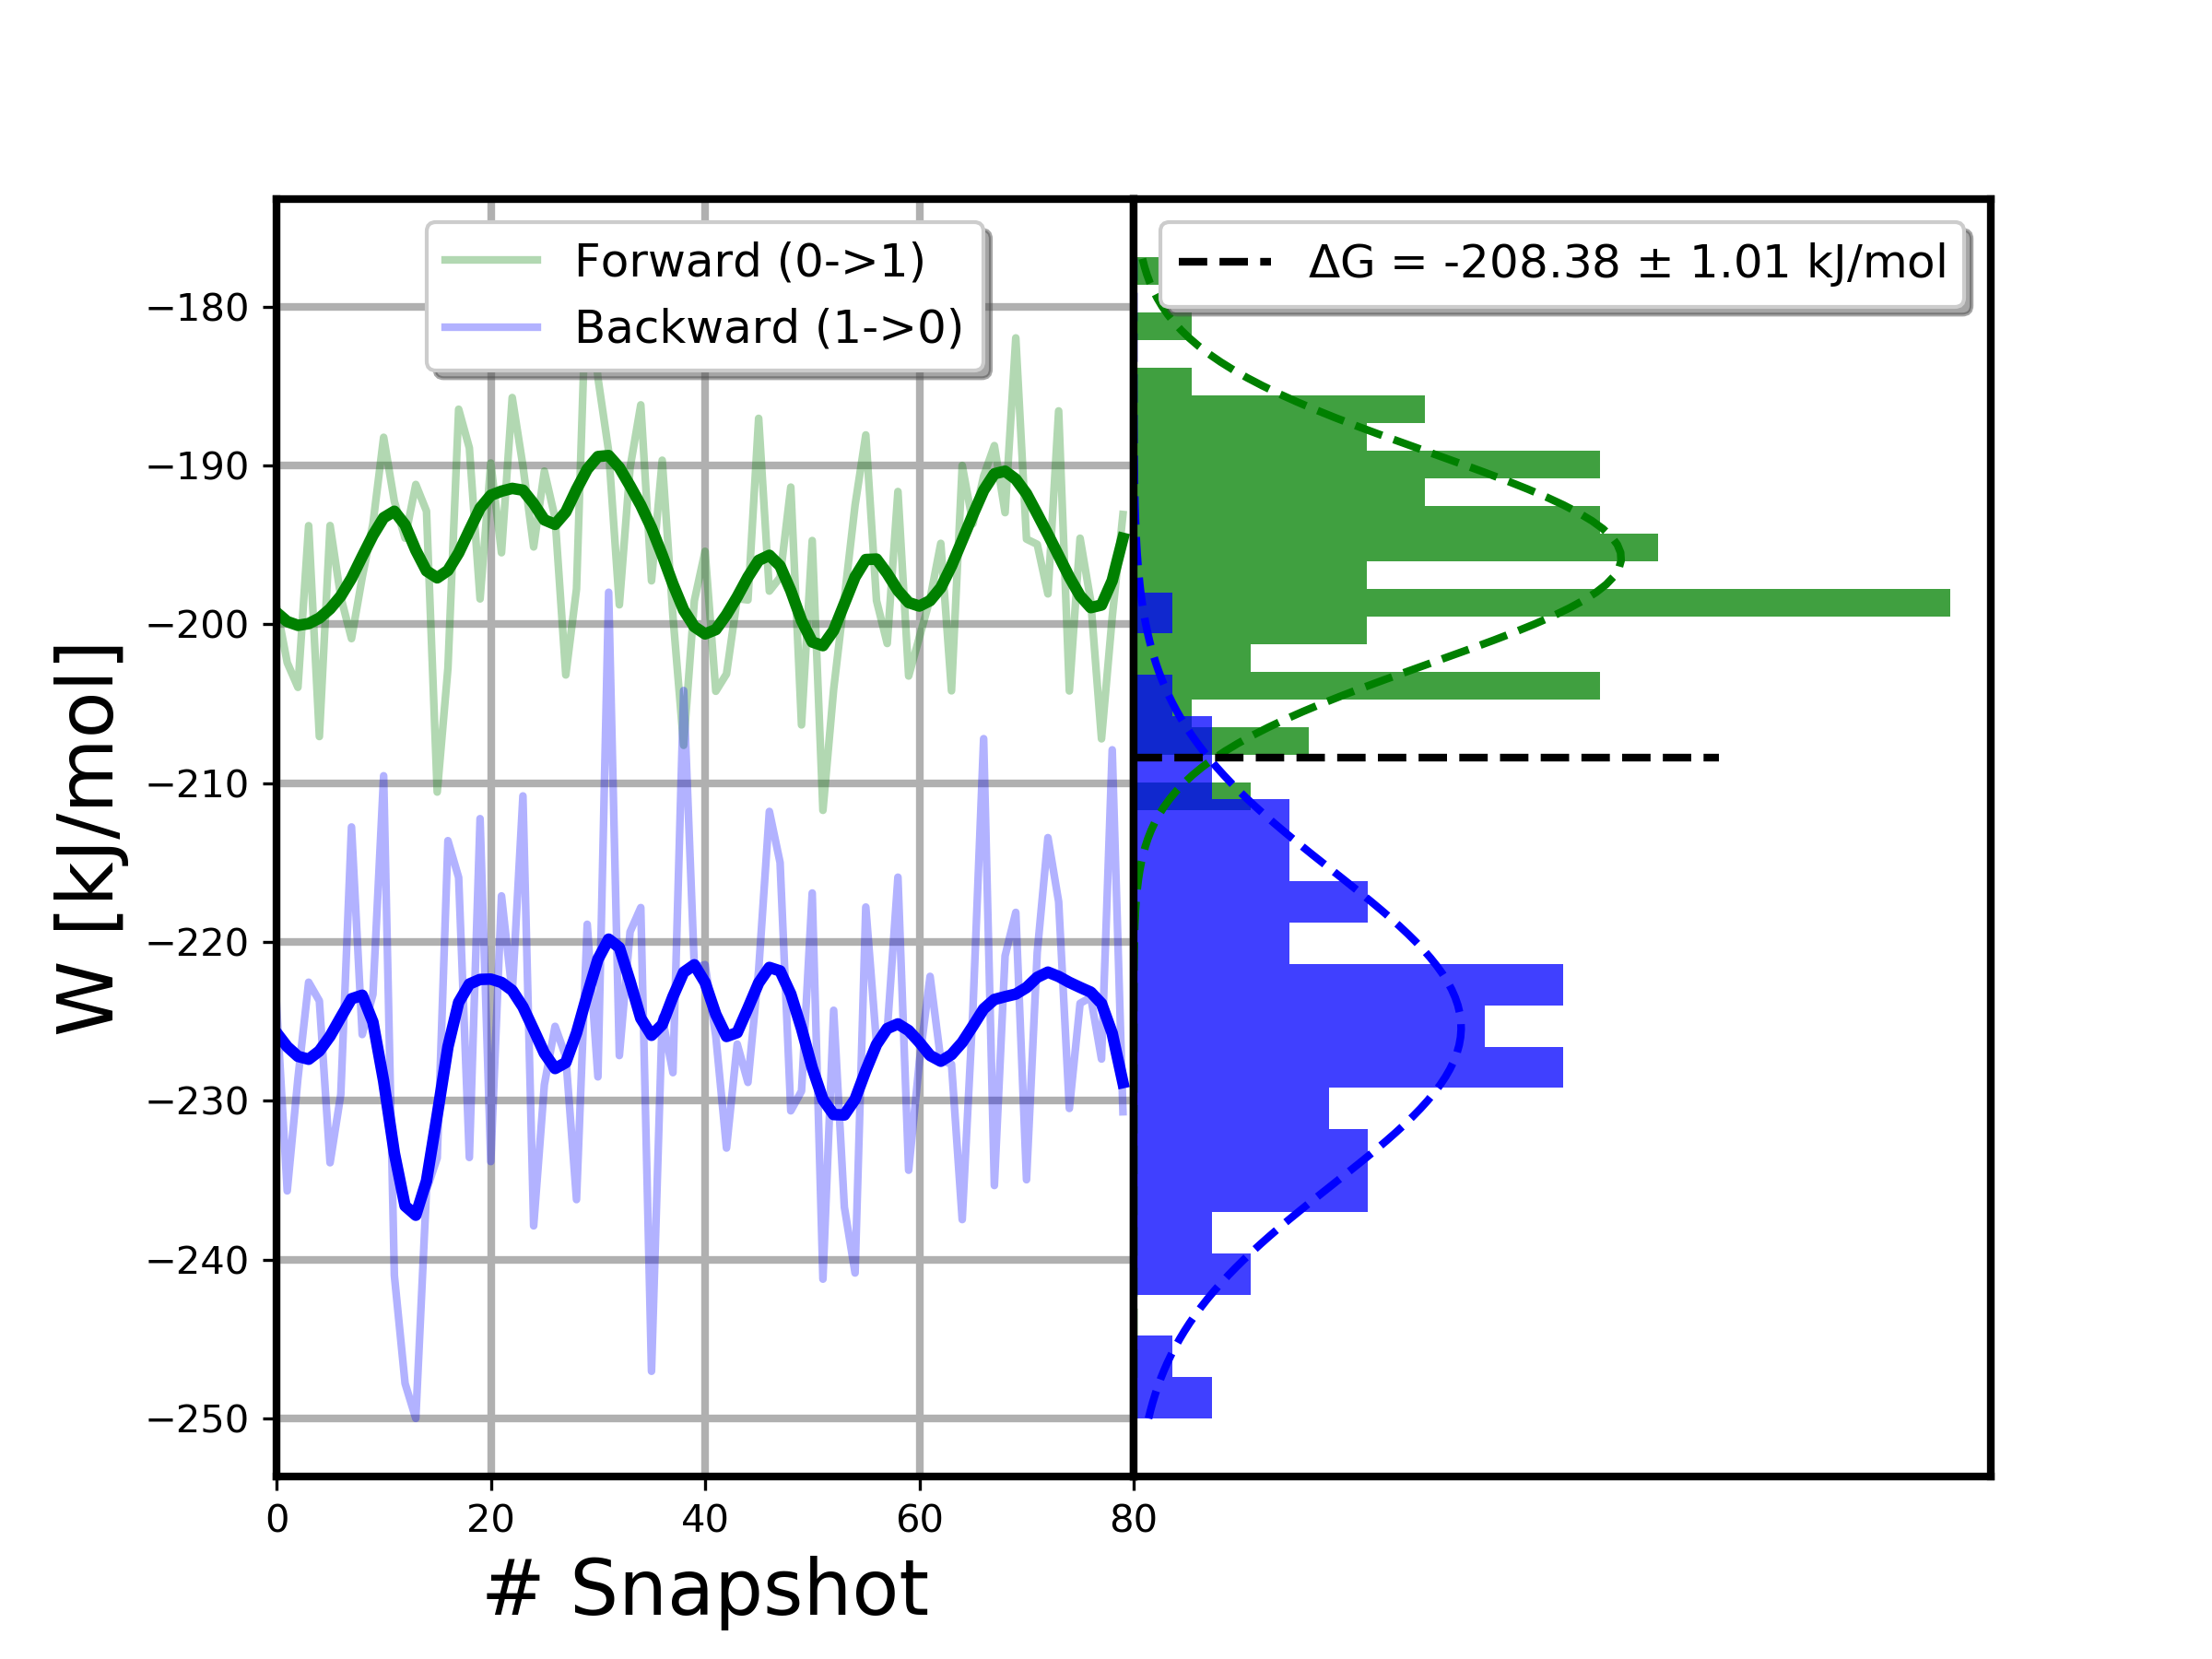 Forward (0->1)
Backward (1->0)
ΔG = -208.38 ± 1.01 kJ/mol
−180
−190
−200
−210
−220
−230
−240
−250
W [kJ/mol]
0 20 40 60 80
# Snapshot